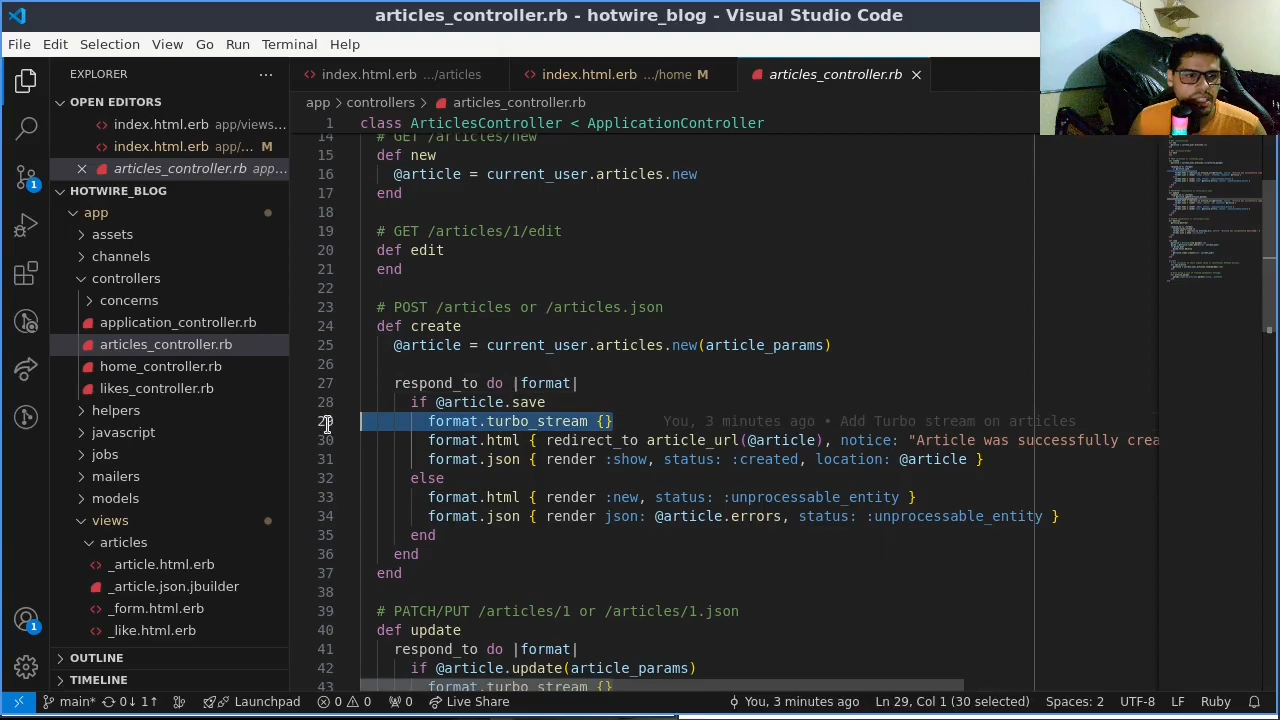 articles_controller.rb - hotwire_blog - Visual Studio Code
File Edit Selection View Go Run Terminal Help
EXPLORER
index.html.erb .../articles
index.html.erb .../home M
articles_controller.rb
OPEN EDITORS
index.html.erb app/views...
index.html.erb app/... M
articles_controller.rb app...
HOTWIRE_BLOG
app
assets
channels
controllers
concerns
application_controller.rb
articles_controller.rb
home_controller.rb
likes_controller.rb
helpers
javascript
jobs
mailers
models
views
articles
_article.html.erb
_article.json.jbuilder
_form.html.erb
_like.html.erb
OUTLINE
TIMELINE
app > controllers > articles_controller.rb
1 class ArticlesController < ApplicationController
14 # GET /articles/new
15 def new
16 @article = current_user.articles.new
17 end
18
19 # GET /articles/1/edit
20 def edit
21 end
22
23 # POST /articles or /articles.json
24 def create
25 @article = current_user.articles.new(article_params)
26
27 respond_to do |format|
28 if @article.save
29 format.turbo_stream {} You, 3 minutes ago • Add Turbo stream on articles
30 format.html { redirect_to article_url(@article), notice: "Article was successfully crea
31 format.json { render :show, status: :created, location: @article }
32 else
33 format.html { render :new, status: :unprocessable_entity }
34 format.json { render json: @article.errors, status: :unprocessable_entity }
35 end
36 end
37 end
38
39 # PATCH/PUT /articles/1 or /articles/1.json
40 def update
41 respond_to do |format|
42 if @article.update(article_params)
43 format.turbo_stream {}
1
1
main* 0↓ 1↑ Launchpad 0 0 0 Live Share You, 3 minutes ago Ln 29, Col 1 (30 selected) Spaces: 2 UTF-8 LF Ruby